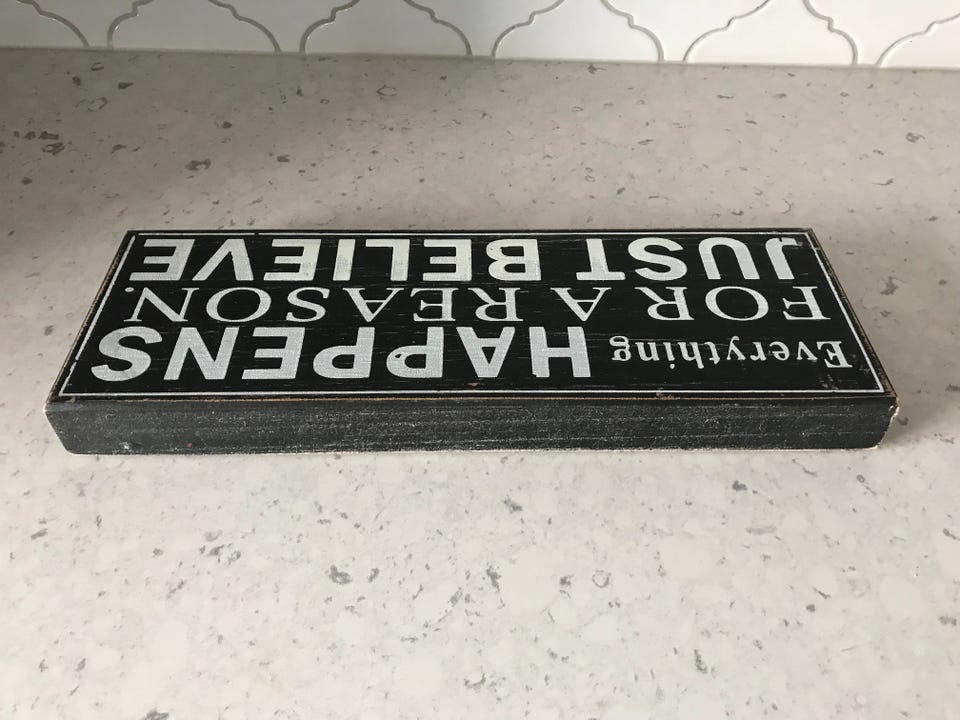 Everything HAPPENS
FOR A REASON.
JUST BELIEVE